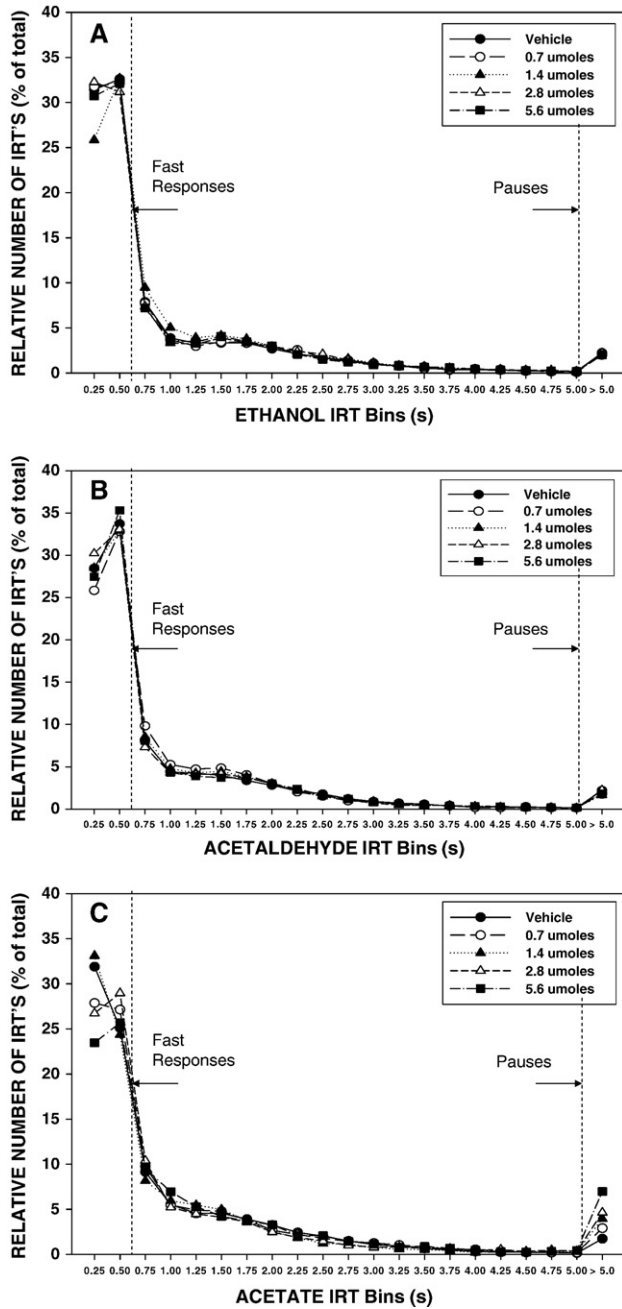 A
RELATIVE NUMBER OF IRT'S (% of total)
40
35
30
25
20
15
10
5
0
Vehicle
0.7 umoles
1.4 umoles
2.8 umoles
5.6 umoles
Fast
Responses
Pauses
0.25 0.50 0.75 1.00 1.25 1.50 1.75 2.00 2.25 2.50 2.75 3.00 3.25 3.50 3.75 4.00 4.25 4.50 4.75 5.00 > 5.0
ETHANOL IRT Bins (s)
B
RELATIVE NUMBER OF IRT'S (% of total)
40
35
30
25
20
15
10
5
0
Vehicle
0.7 umoles
1.4 umoles
2.8 umoles
5.6 umoles
Fast
Responses
Pauses
0.25 0.50 0.75 1.00 1.25 1.50 1.75 2.00 2.25 2.50 2.75 3.00 3.25 3.50 3.75 4.00 4.25 4.50 4.75 5.00 > 5.0
ACETALDEHYDE IRT Bins (s)
C
RELATIVE NUMBER OF IRT'S (% of total)
40
35
30
25
20
15
10
5
0
Vehicle
0.7 umoles
1.4 umoles
2.8 umoles
5.6 umoles
Fast
Responses
Pauses
0.25 0.50 0.75 1.00 1.25 1.50 1.75 2.00 2.25 2.50 2.75 3.00 3.25 3.50 3.75 4.00 4.25 4.50 4.75 5.00 > 5.0
ACETATE IRT Bins (s)